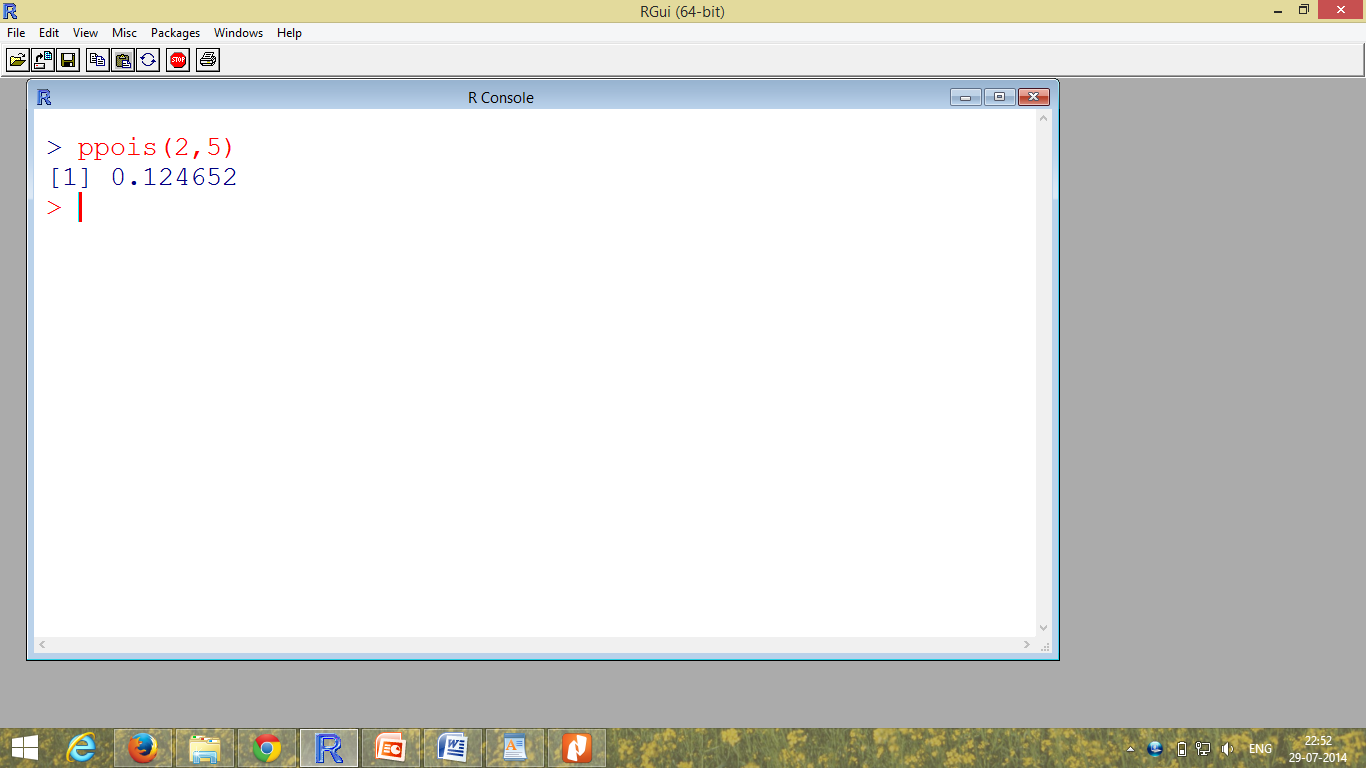 RGui (64-bit)
File Edit View Misc Packages Windows Help
STOP
R Console
> ppois(2,5)
[1] 0.124652
>
ENG
22:52
29-07-2014